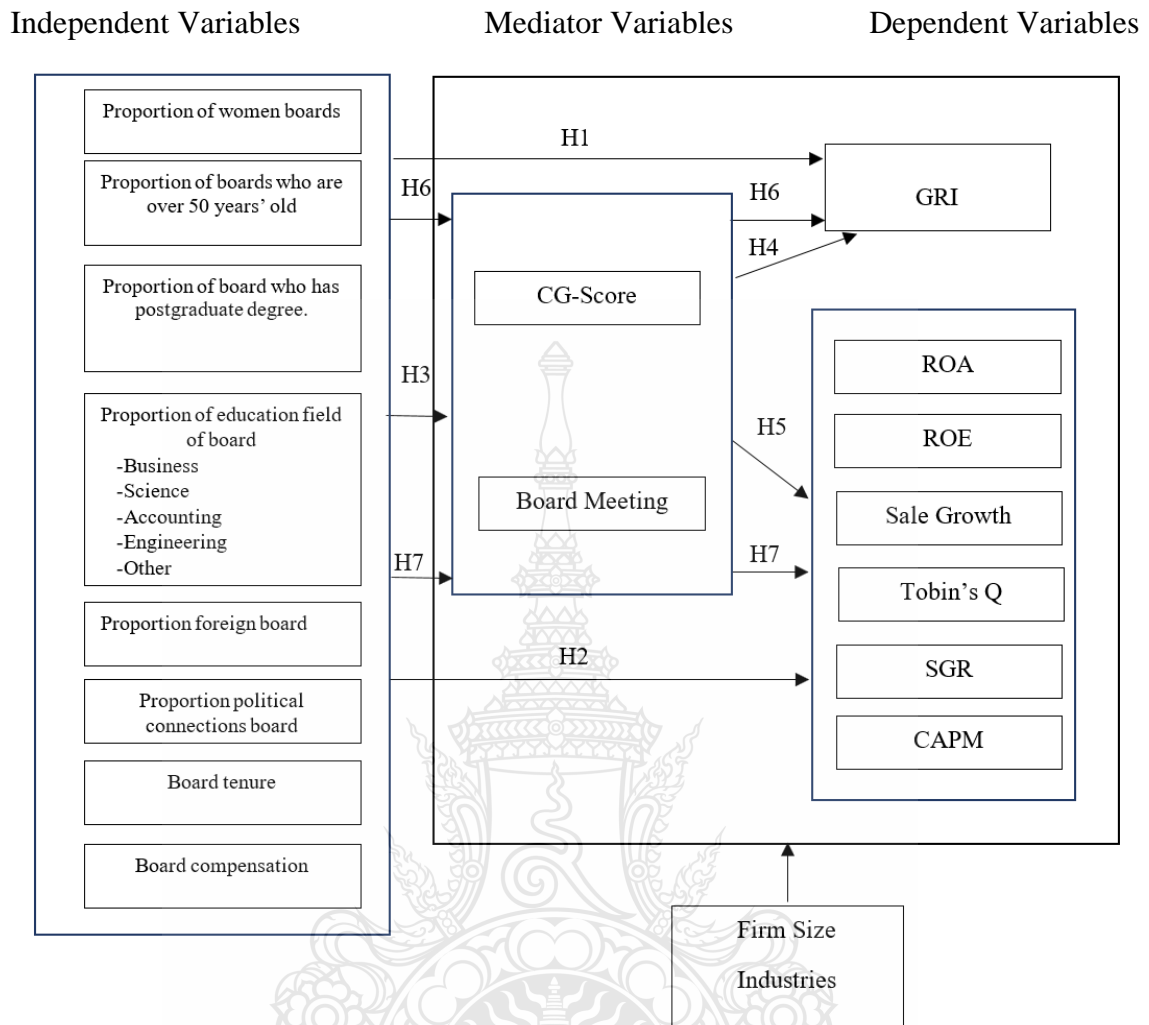 Independent Variables
Mediator Variables
Dependent Variables
Proportion of women boards
Proportion of boards who are
over 50 years’ old
Proportion of board who has
postgraduate degree.
Proportion of education field
of board
-Business
-Science
-Accounting
-Engineering
-Other
Proportion foreign board
Proportion political
connections board
Board tenure
Board compensation
H1
H6
H3
H7
H2
CG-Score
Board Meeting
H6
H4
H5
H7
GRI
ROA
ROE
Sale Growth
Tobin’s Q
SGR
CAPM
Firm Size
Industries